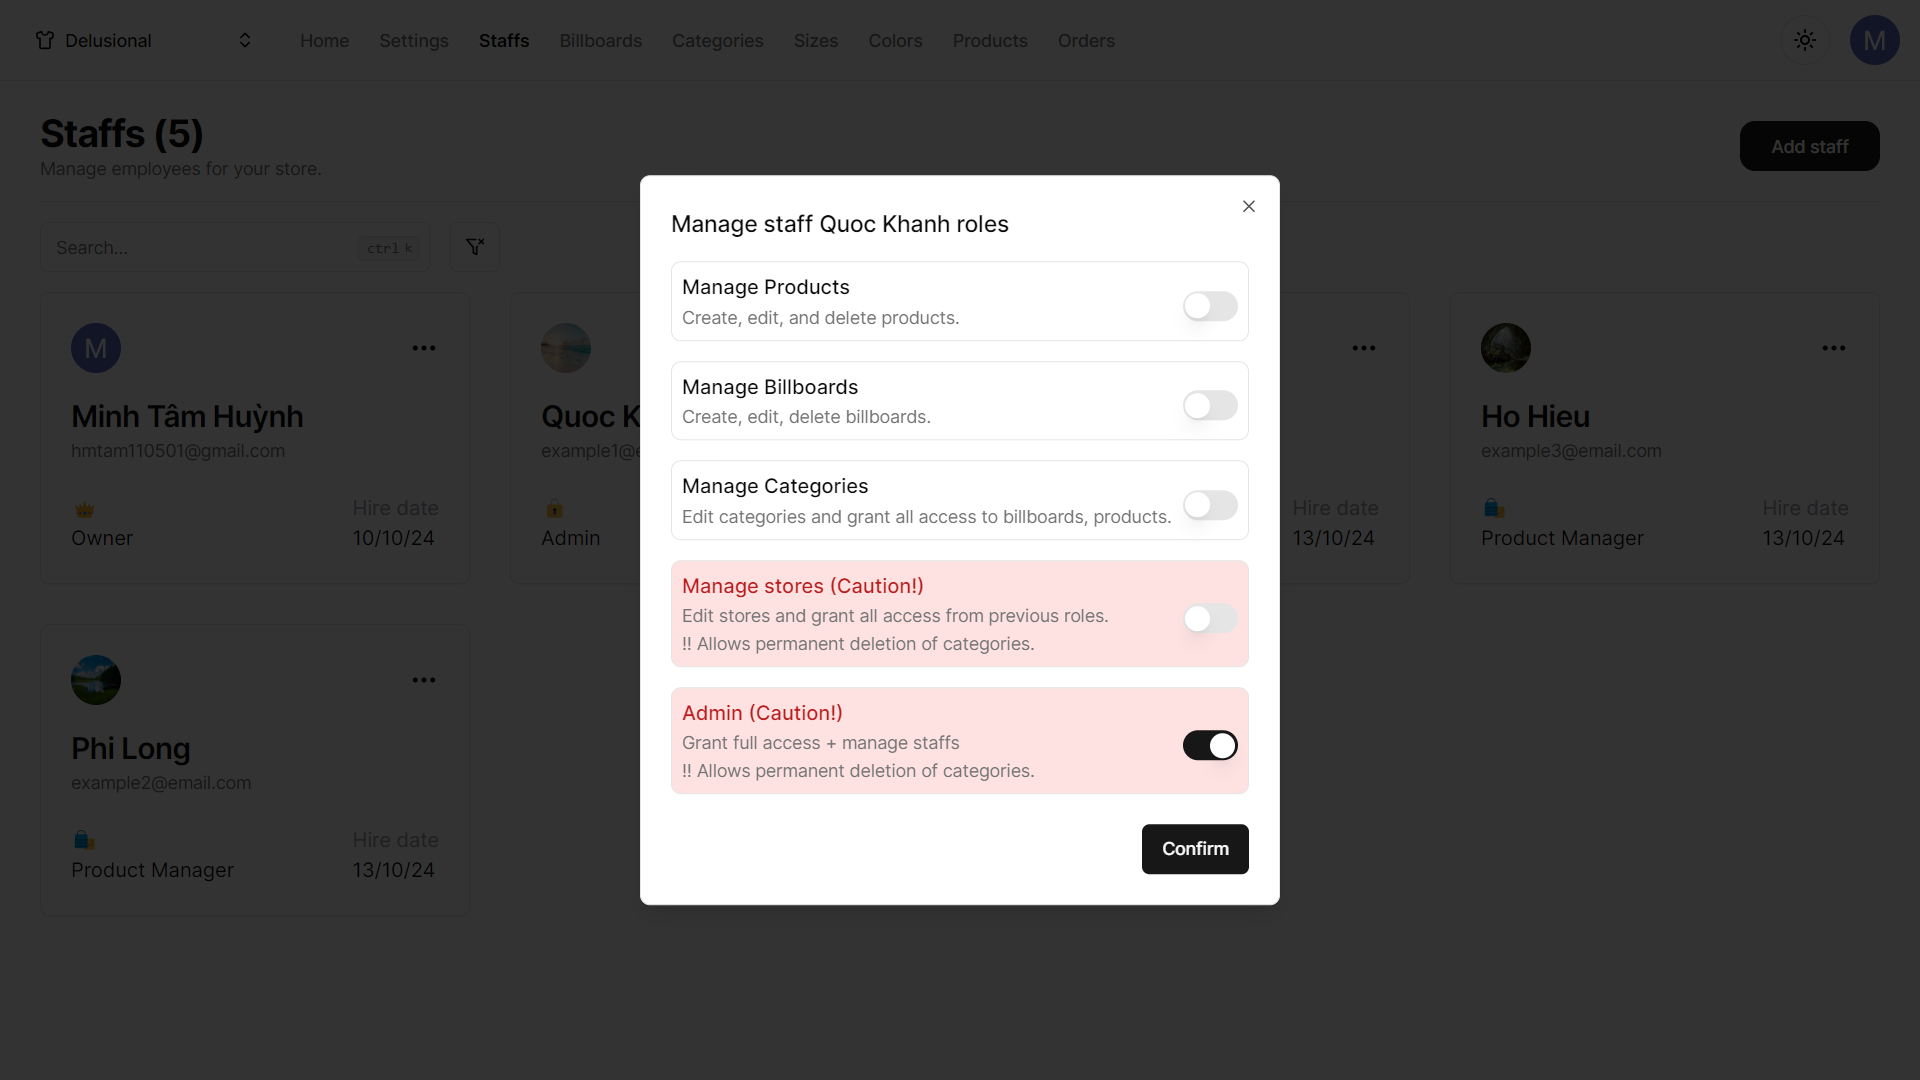 Delusional
Home Settings Staffs Billboards Categories Sizes Colors Products Orders
M
Staffs (5)
Manage employees for your store.
Add staff
Search...
ctrl k
M
Minh Tâm Huỳnh
hmtam110501@gmail.com
Hire date
Owner
10/10/24
Quoc K
example1@e
Admin
Hire date
13/10/24
Ho Hieu
example3@email.com
Hire date
Product Manager
13/10/24
Phi Long
example2@email.com
Hire date
Product Manager
13/10/24
Manage staff Quoc Khanh roles
Manage Products
Create, edit, and delete products.
Manage Billboards
Create, edit, delete billboards.
Manage Categories
Edit categories and grant all access to billboards, products.
Manage stores (Caution!)
Edit stores and grant all access from previous roles.
!! Allows permanent deletion of categories.
Admin (Caution!)
Grant full access + manage staffs
!! Allows permanent deletion of categories.
Confirm